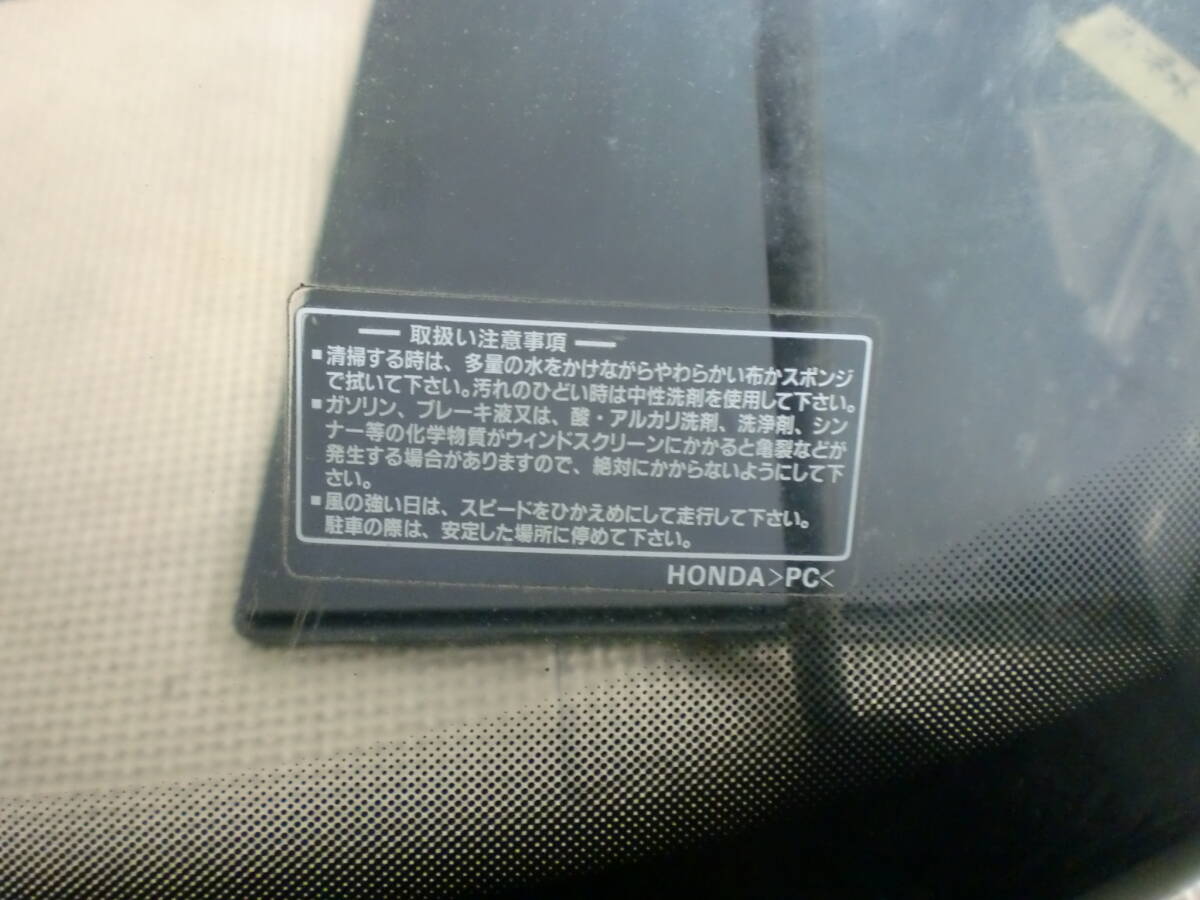 ── 取扱い注意事項 ──
■清掃する時は、多量の水をかけながらやわらかい布かスポンジ
で拭いて下さい。汚れのひどい時は中性洗剤を使用して下さい。
■ガソリン、ブレーキ液又は、酸・アルカリ洗剤、洗浄剤、シン
ナー等の化学物質がウィンドスクリーンにかかると亀裂などが
発生する場合がありますので、絶対にかからないようにして下
さい。
■風の強い日は、スピードをひかえめにして走行して下さい。
駐車の際は、安定した場所に停めて下さい。
HONDA >PC<